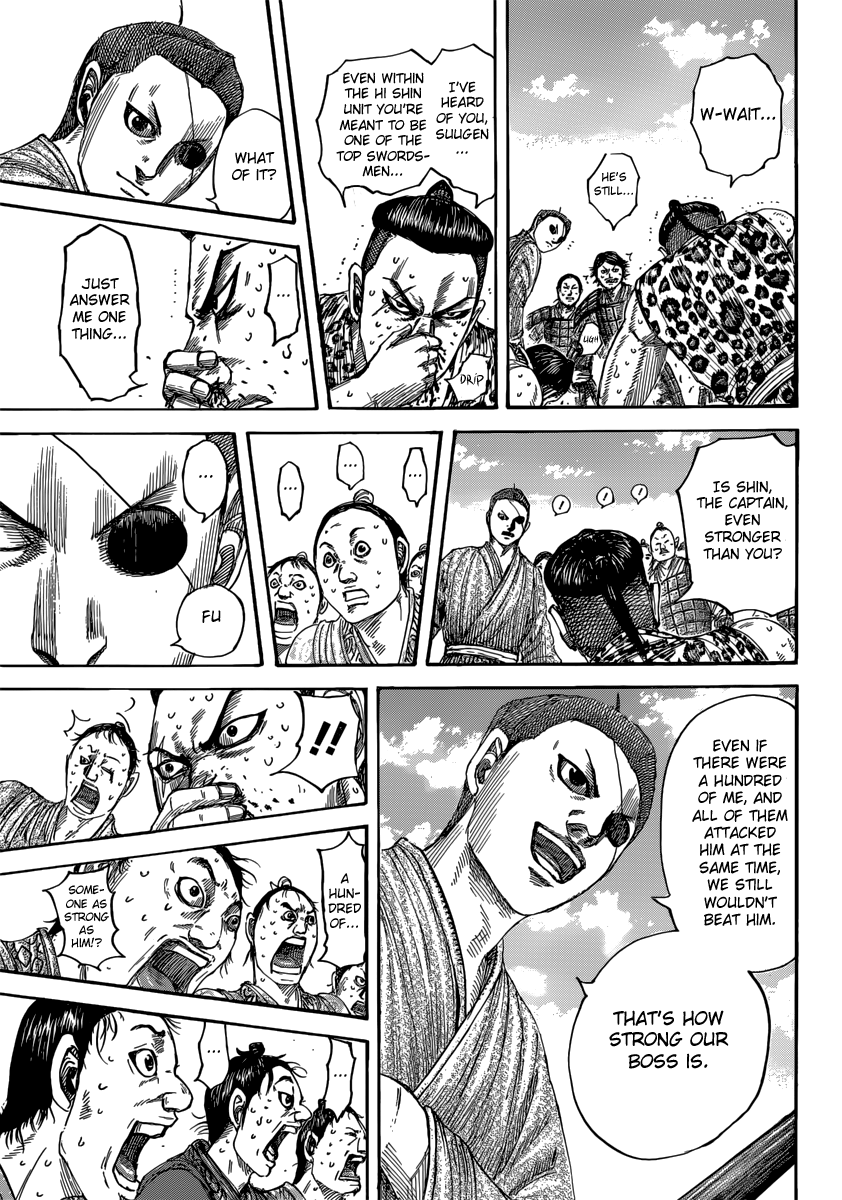 W-WAIT...
HE'S
STILL...
UGH
I'VE
HEARD
OF YOU,
SUUGEN
...
EVEN WITHIN
THE HI SHIN
UNIT YOU'RE
MEANT TO BE
ONE OF THE
TOP SWORDS-
MEN...
DRIP
WHAT
OF IT?
...
JUST
ANSWER
ME ONE
THING...
IS SHIN,
THE CAPTAIN,
EVEN
STRONGER
THAN YOU?
...
...
...
...
FU
EVEN IF
THERE WERE
A HUNDRED
OF ME, AND
ALL OF THEM
ATTACKED
HIM AT THE
SAME TIME,
WE STILL
WOULDN'T
BEAT HIM.
THAT'S HOW
STRONG OUR
BOSS IS.
!!
A
HUN-
DRED
OF...
SOME-
ONE AS
STRONG
AS
HIM!?